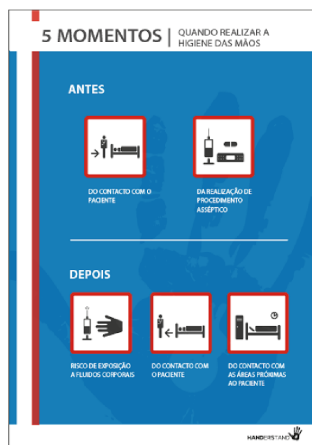 5 MOMENTOS | QUANDO REALIZAR A
HIGIENE DAS MÃOS
ANTES
DO CONTACTO COM O
PACIENTE
DA REALIZAÇÃO DE
PROCEDIMENTO
ASSÉPTICO
DEPOIS
RISCO DE EXPOSIÇÃO
A FLUIDOS CORPORAIS
DO CONTACTO COM
O PACIENTE
DO CONTACTO COM
AS ÁREAS PRÓXIMAS
AO PACIENTE
HANDERSTAND